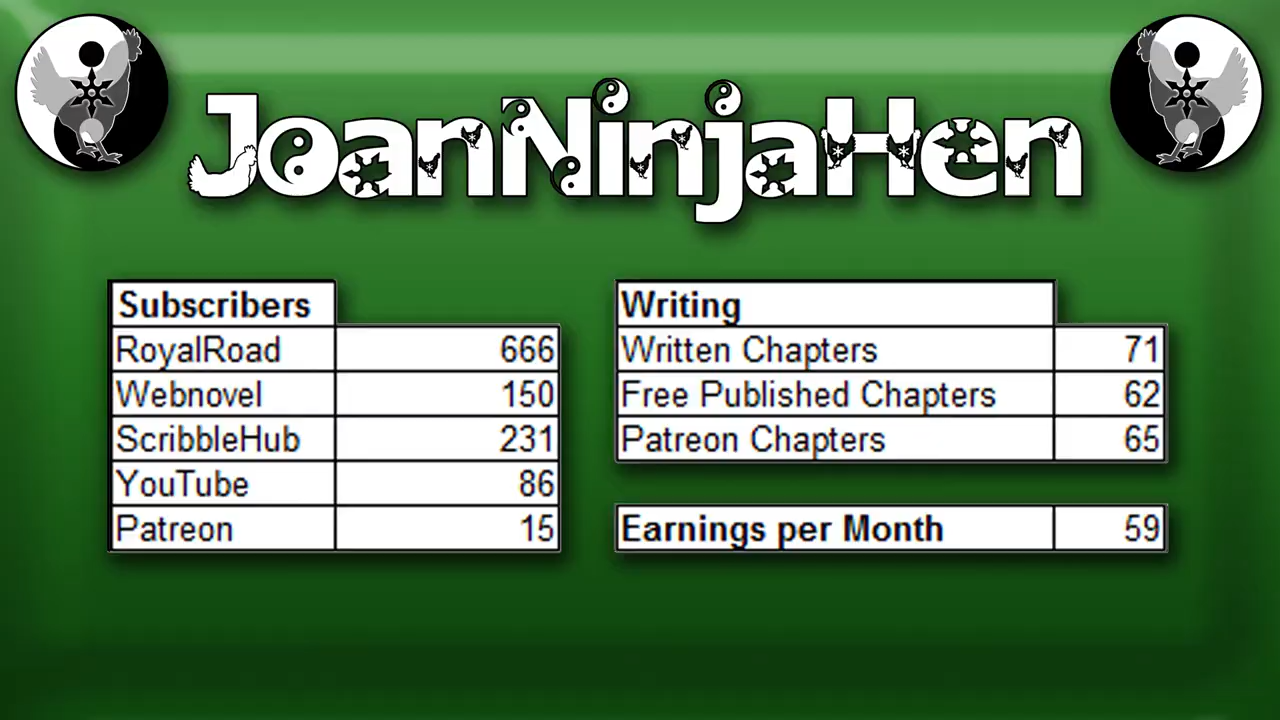 JoanNinjaHen
Subscribers
RoyalRoad 666
Webnovel 150
ScribbleHub 231
YouTube 86
Patreon 15
Writing
Written Chapters 71
Free Published Chapters 62
Patreon Chapters 65
Earnings per Month 59